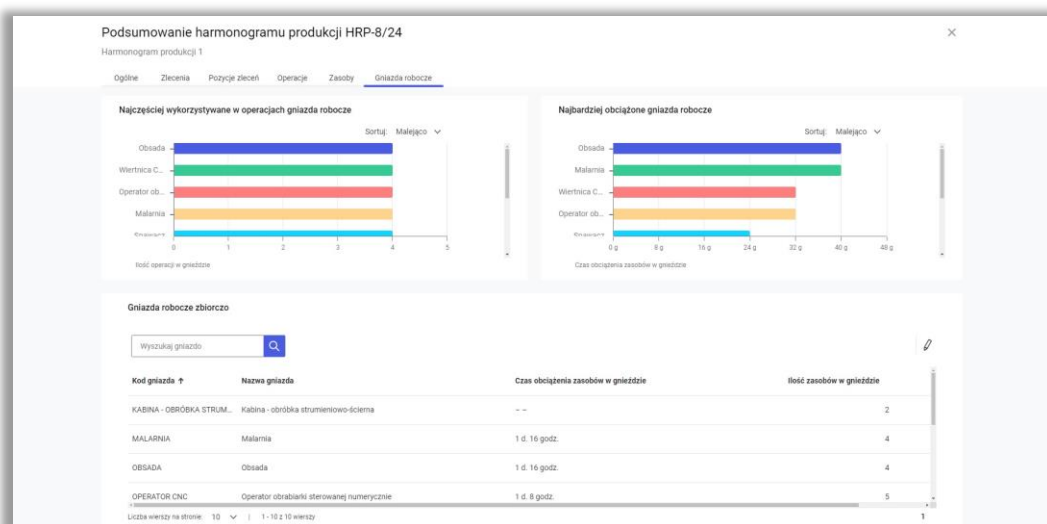 Podsumowanie harmonogramu produkcji HRP-8/24
Harmonogram produkcji 1
Ogólne Zlecenia Pozycje zleceń Operacje Zasoby Gniazda robocze
Najczęściej wykorzystywane w operacjach gniazda robocze
Sortuj: Malejąco
Obsada
Wiertnica C...
Operator ob...
Malarnia
Spawacz
0 1 2 3 4 5
Ilość operacji w gnieździe
Najbardziej obciążone gniazda robocze
Sortuj: Malejąco
Obsada
Malarnia
Wiertnica C...
Operator ob...
Spawacz
0 g 8 g 16 g 24 g 32 g 40 g 48 g
Czas obciążenia zasobów w gnieździe
Gniazda robocze zbiorczo
Wyszukaj gniazdo
Kod gniazda ↑ Nazwa gniazda Czas obciążenia zasobów w gnieździe Ilość zasobów w gnieździe
KABINA - OBRÓBKA STRUM... Kabina - obróbka strumieniowo-ścierna – – 2
MALARNIA Malarnia 1 d. 16 godz. 4
OBSADA Obsada 1 d. 16 godz. 4
OPERATOR CNC Operator obrabiarki sterowanej numerycznie 1 d. 8 godz. 5
Liczba wierszy na stronie: 10 | 1 - 10 z 10 wierszy 1